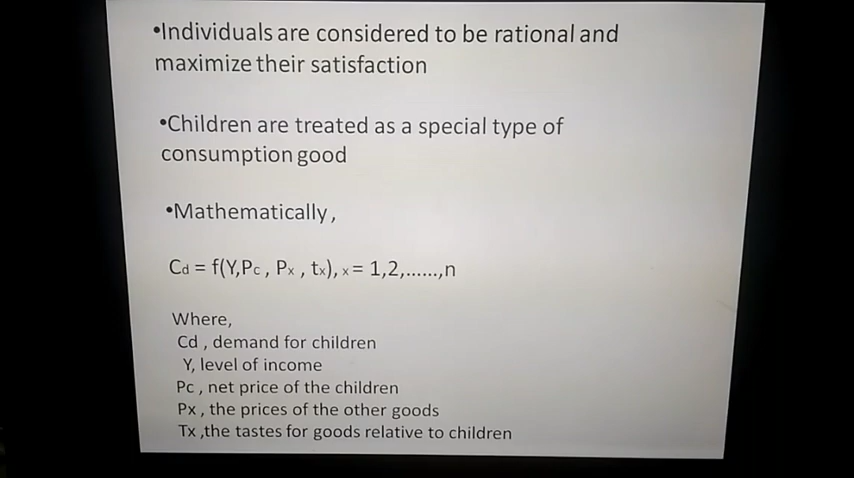 •Individuals are considered to be rational and
maximize their satisfaction
•Children are treated as a special type of
consumption good
•Mathematically,
Cd = f(Y,Pc , Px , tx), x = 1,2,......,n
Where,
Cd , demand for children
Y, level of income
Pc , net price of the children
Px , the prices of the other goods
Tx ,the tastes for goods relative to children